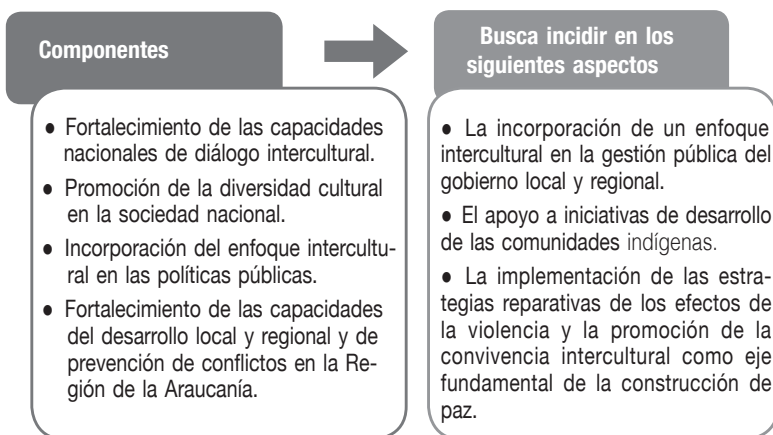 Componentes
● Fortalecimiento de las capacidades
nacionales de diálogo intercultural.
● Promoción de la diversidad cultural
en la sociedad nacional.
● Incorporación del enfoque intercultu-
ral en las políticas públicas.
● Fortalecimiento de las capacidades
del desarrollo local y regional y de
prevención de conflictos en la Re-
gión de la Araucanía.
Busca incidir en los
siguientes aspectos
● La incorporación de un enfoque
intercultural en la gestión pública del
gobierno local y regional.
● El apoyo a iniciativas de desarrollo
de las comunidades indígenas.
● La implementación de las estra-
tegias reparativas de los efectos de
la violencia y la promoción de la
convivencia intercultural como eje
fundamental de la construcción de
paz.